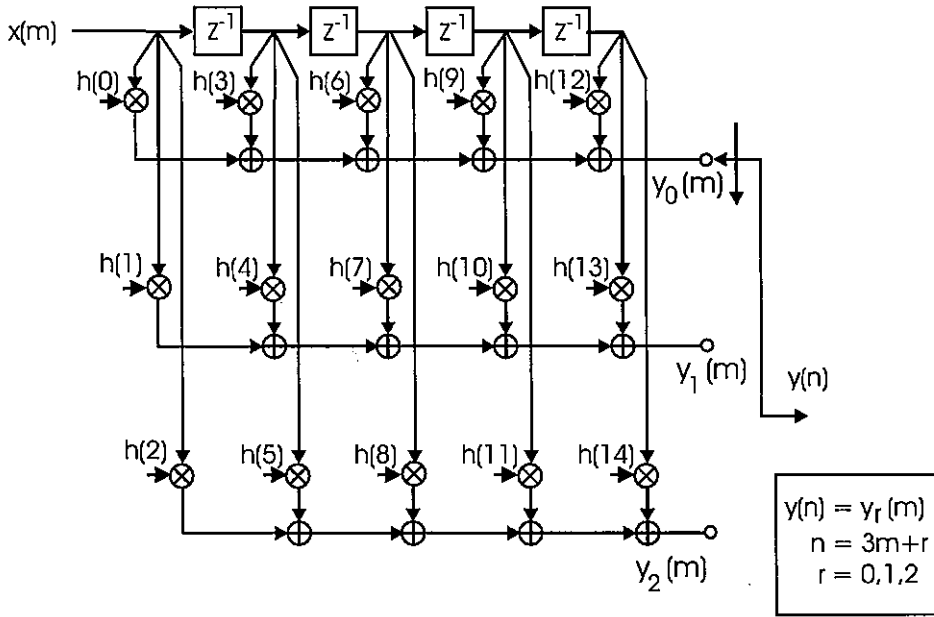 x(m) z⁻¹ z⁻¹ z⁻¹ z⁻¹
h(0) h(3) h(6) h(9) h(12)
y₀(m)
h(1) h(4) h(7) h(10) h(13)
y₁(m)
y(n)
h(2) h(5) h(8) h(11) h(14)
y₂(m)
y(n) = yᵣ(m)
n = 3m+r
r = 0,1,2